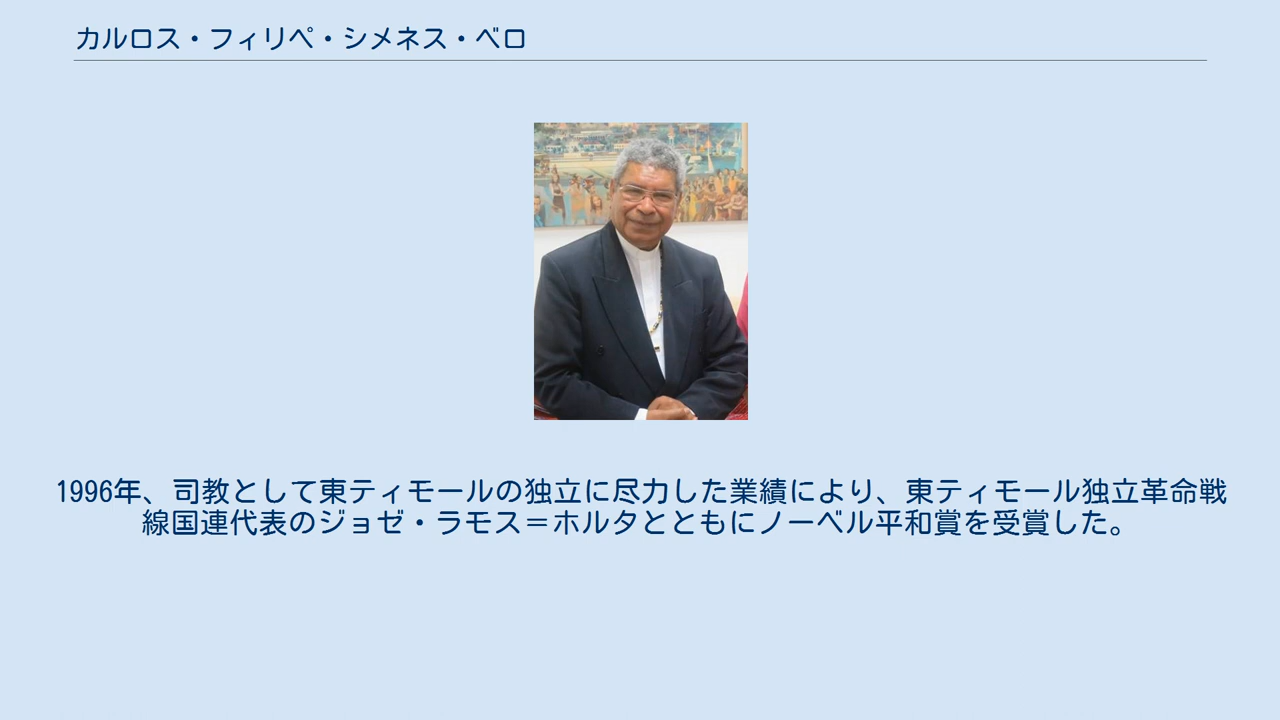 カルロス・フィリペ・シメネス・ベロ
1996年、司教として東ティモールの独立に尽力した業績により、東ティモール独立革命戦
線国連代表のジョゼ・ラモス＝ホルタとともにノーベル平和賞を受賞した。